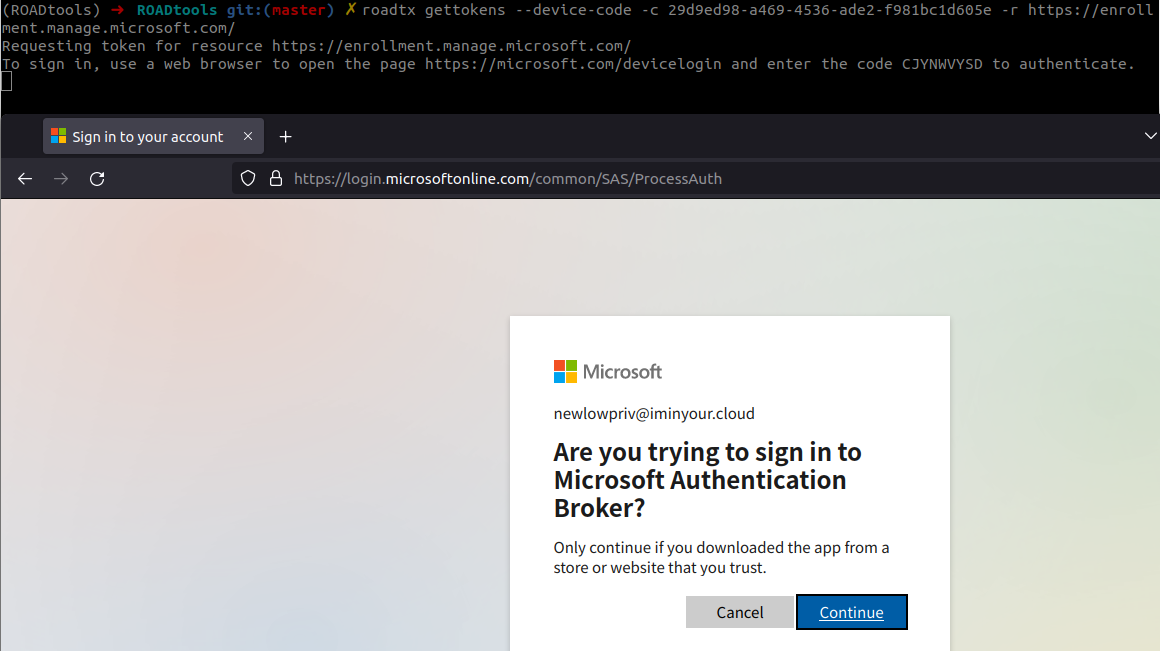 (ROADtools) ➜ ROADtools git:(master) ✗ roadtx gettokens --device-code -c 29d9ed98-a469-4536-ade2-f981bc1d605e -r https://enroll
ment.manage.microsoft.com/
Requesting token for resource https://enrollment.manage.microsoft.com/
To sign in, use a web browser to open the page https://microsoft.com/devicelogin and enter the code CJYNWVYSD to authenticate.
Sign in to your account
https://login.microsoftonline.com/common/SAS/ProcessAuth
Microsoft
newlowpriv@iminyour.cloud
Are you trying to sign in to
Microsoft Authentication
Broker?
Only continue if you downloaded the app from a
store or website that you trust.
Cancel Continue